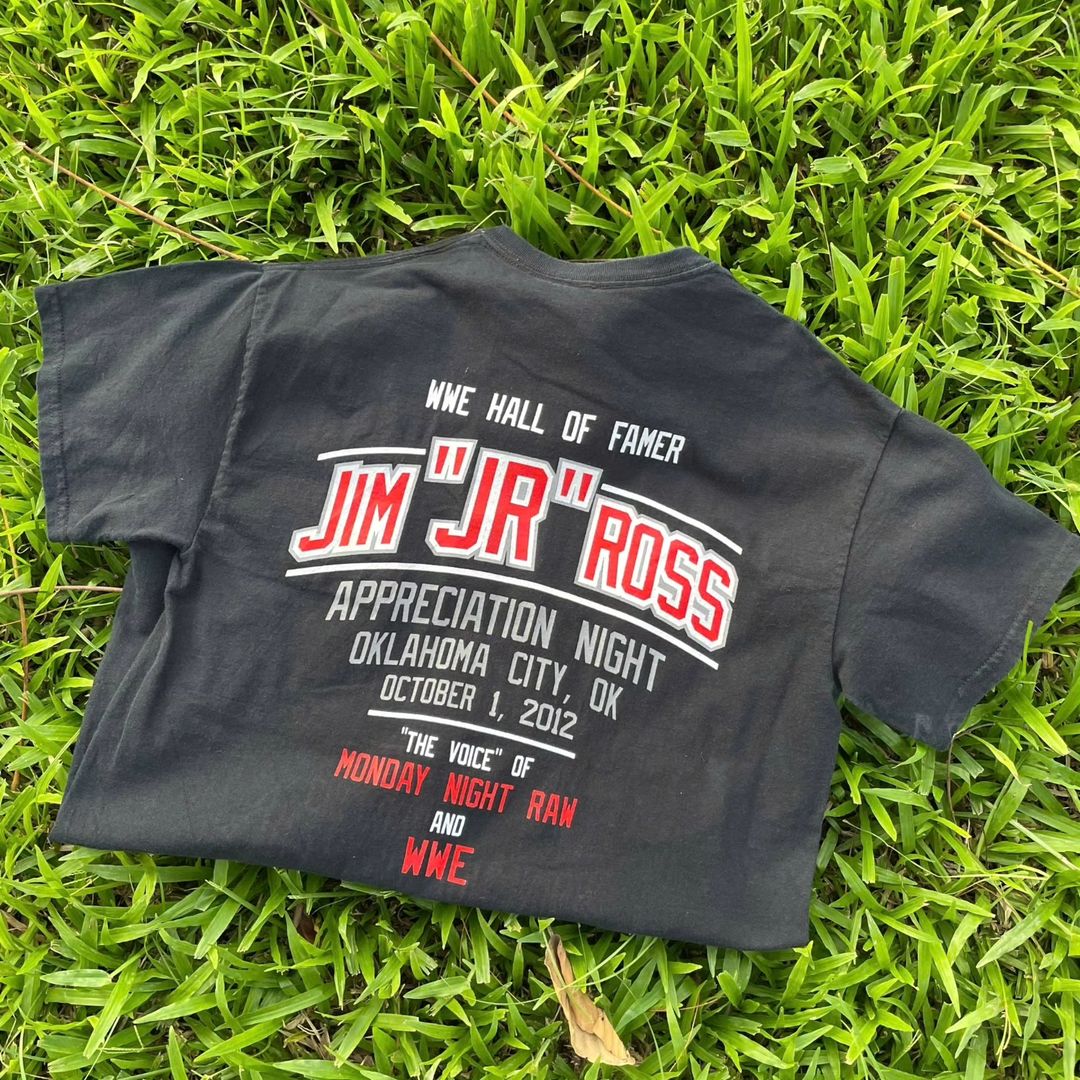 WWE HALL OF FAMER
JIM "JR" ROSS
APPRECIATION NIGHT
OKLAHOMA CITY, OK
OCTOBER 1, 2012
"THE VOICE" OF
MONDAY NIGHT RAW
AND
WWE